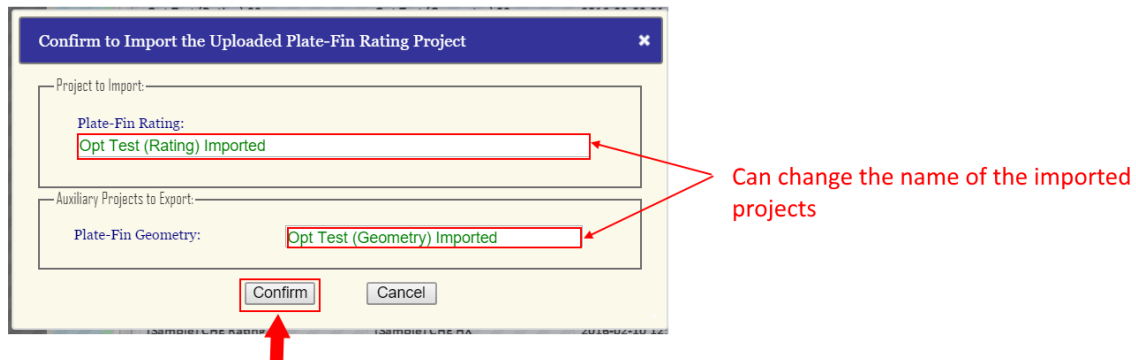 Confirm to Import the Uploaded Plate-Fin Rating Project
Project to Import:
Plate-Fin Rating:
Opt Test (Rating) Imported
Can change the name of the imported
projects
Auxiliary Projects to Export:
Plate-Fin Geometry:
Opt Test (Geometry) Imported
Confirm
Cancel